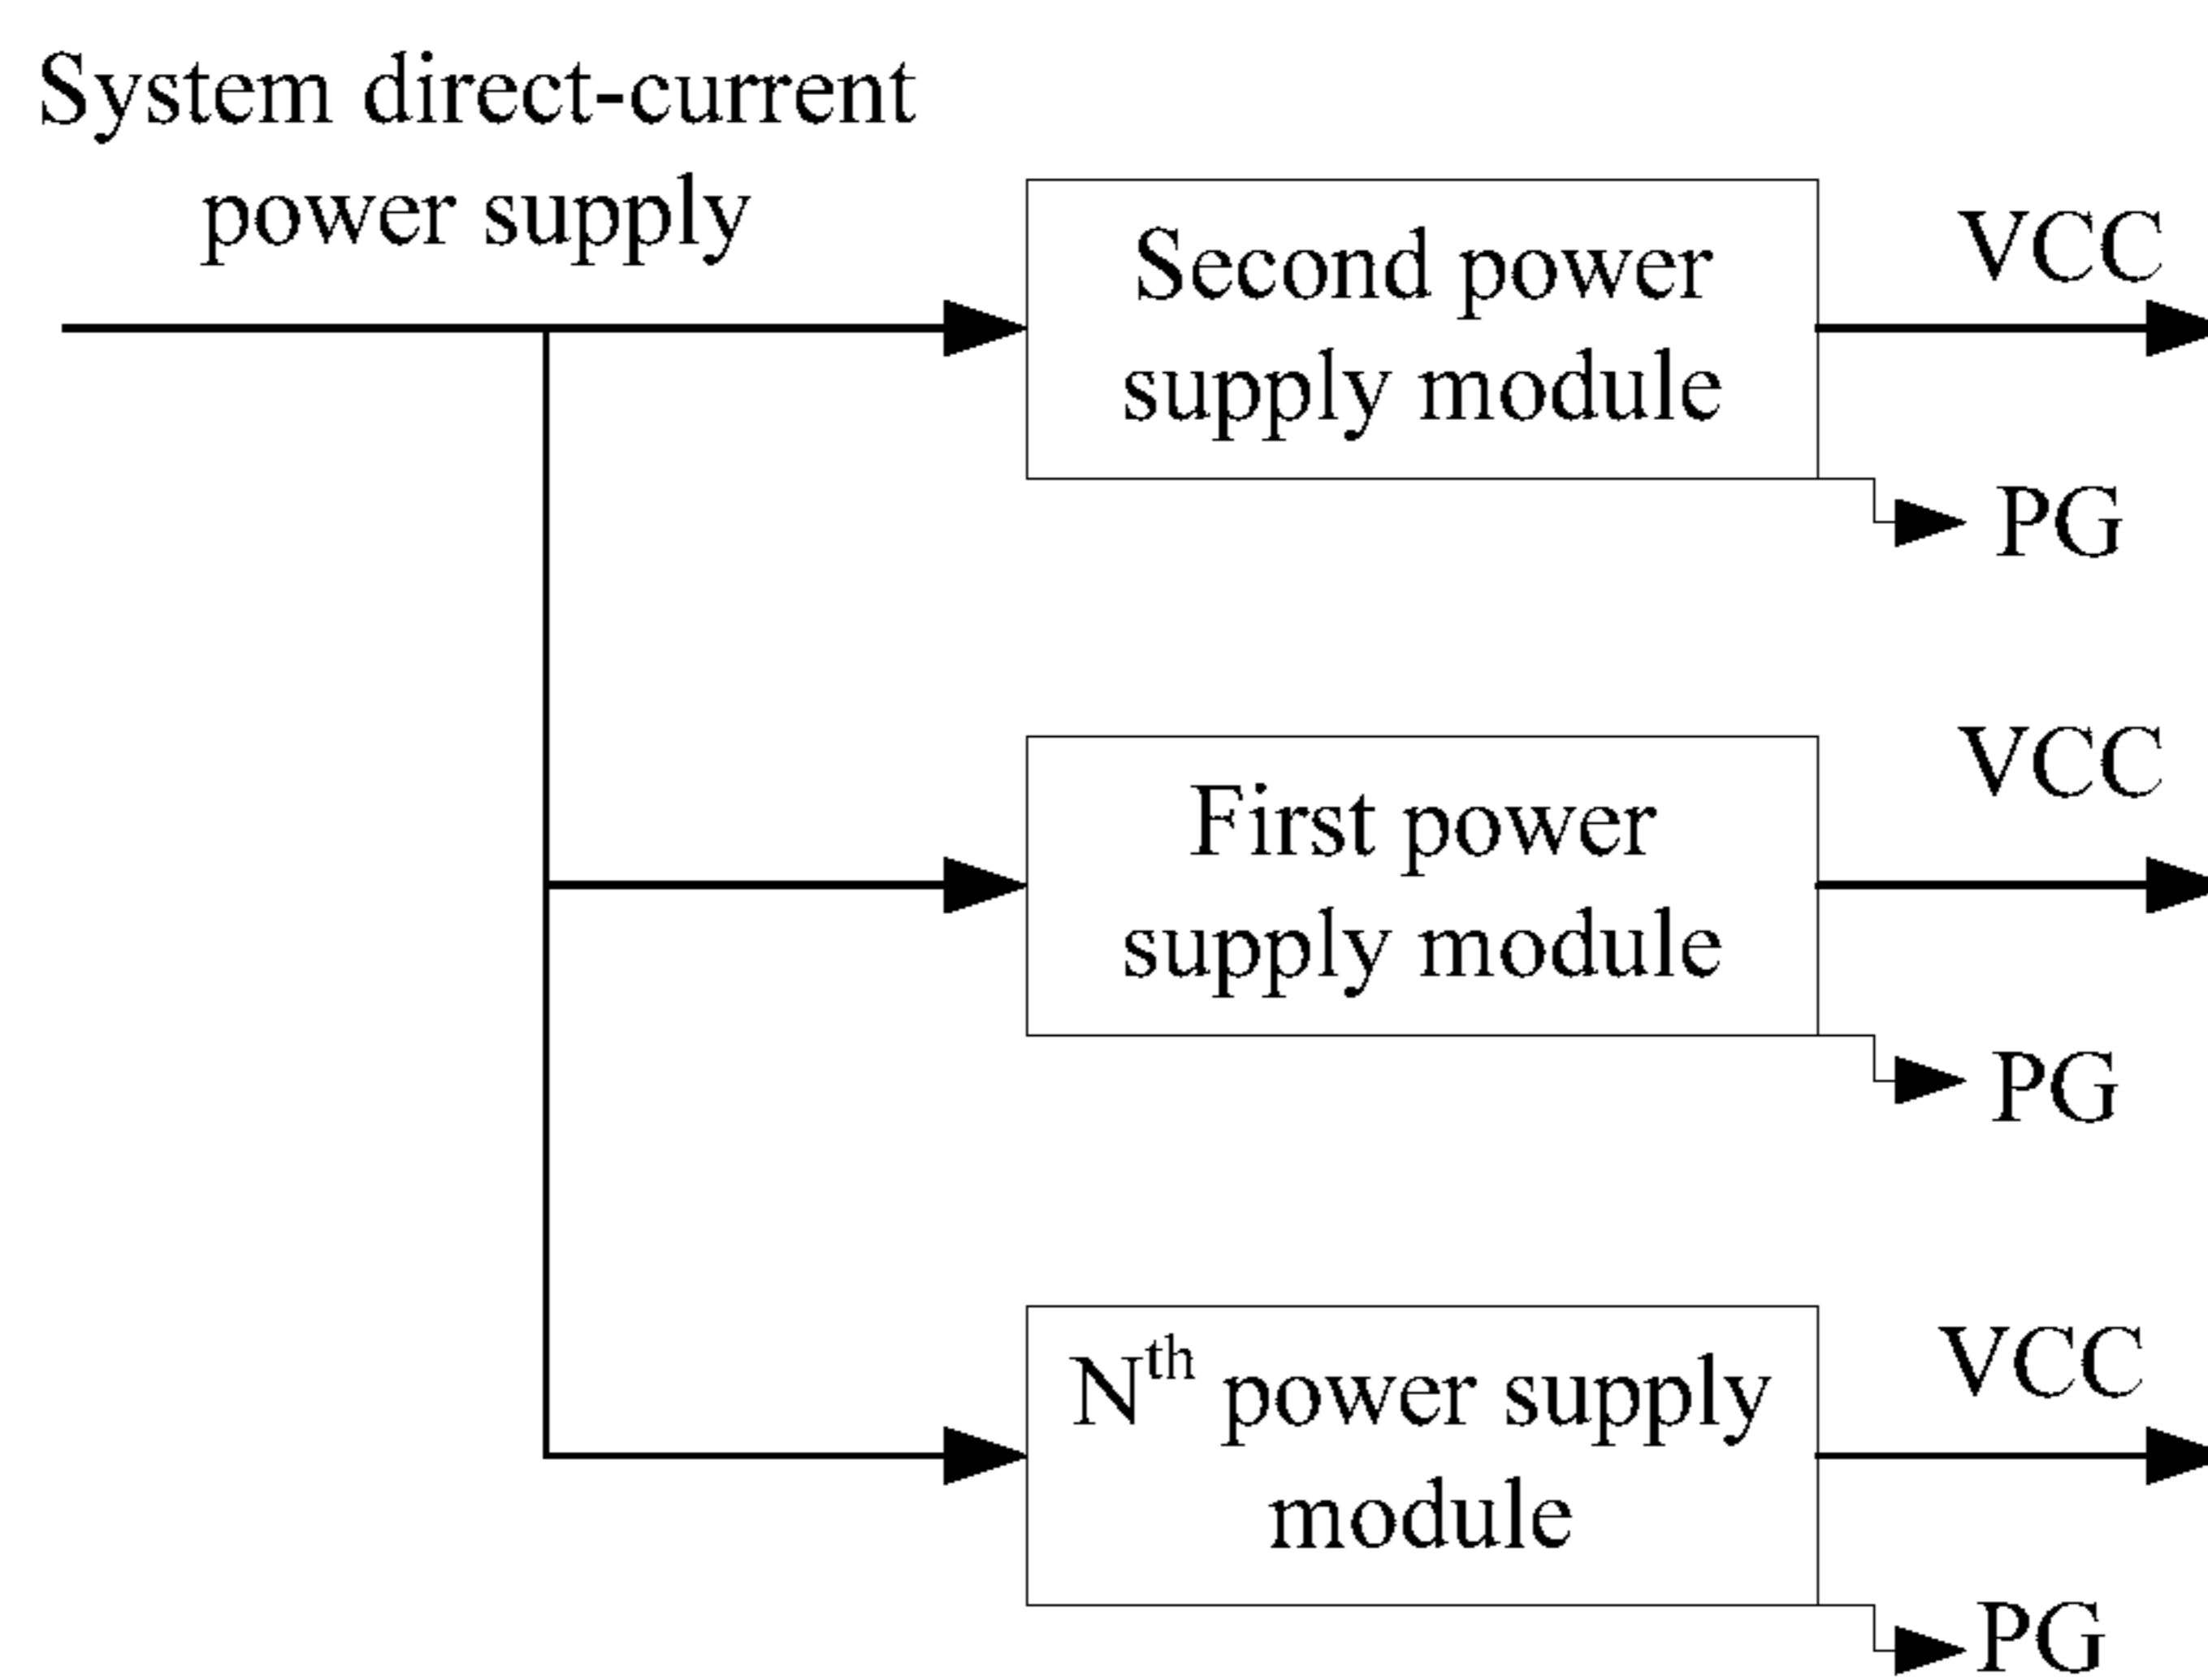 System direct-current
power supply
Second power
supply module
VCC
PG
First power
supply module
VCC
PG
Nth power supply
module
VCC
PG